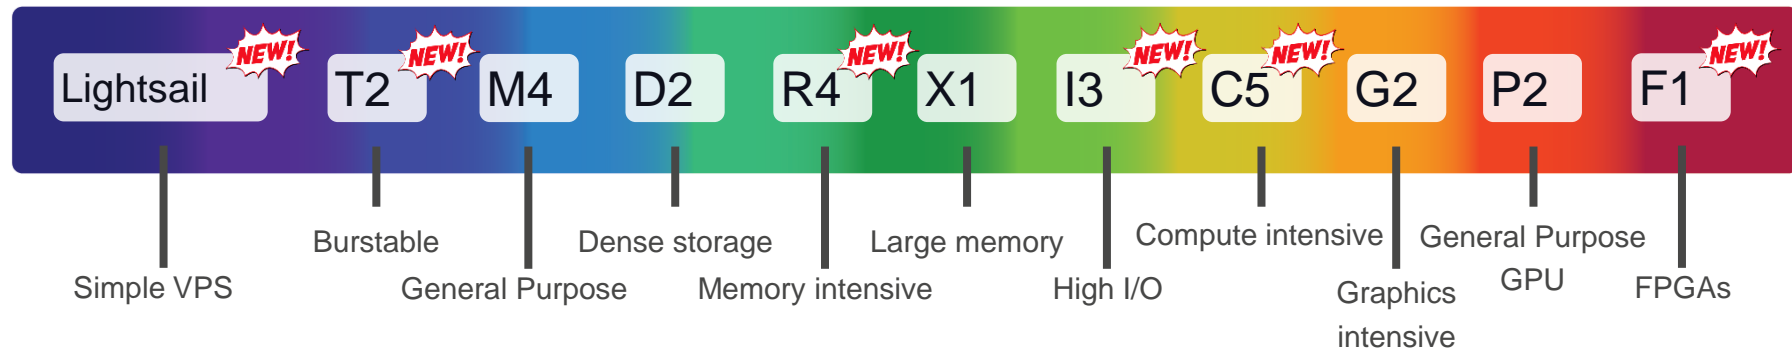 Lightsail NEW! T2 NEW! M4 D2 R4 NEW! X1 I3 NEW! C5 NEW! G2 P2 F1 NEW!
Burstable Dense storage Large memory Compute intensive General Purpose
Simple VPS General Purpose Memory intensive High I/O Graphics GPU FPGAs
intensive